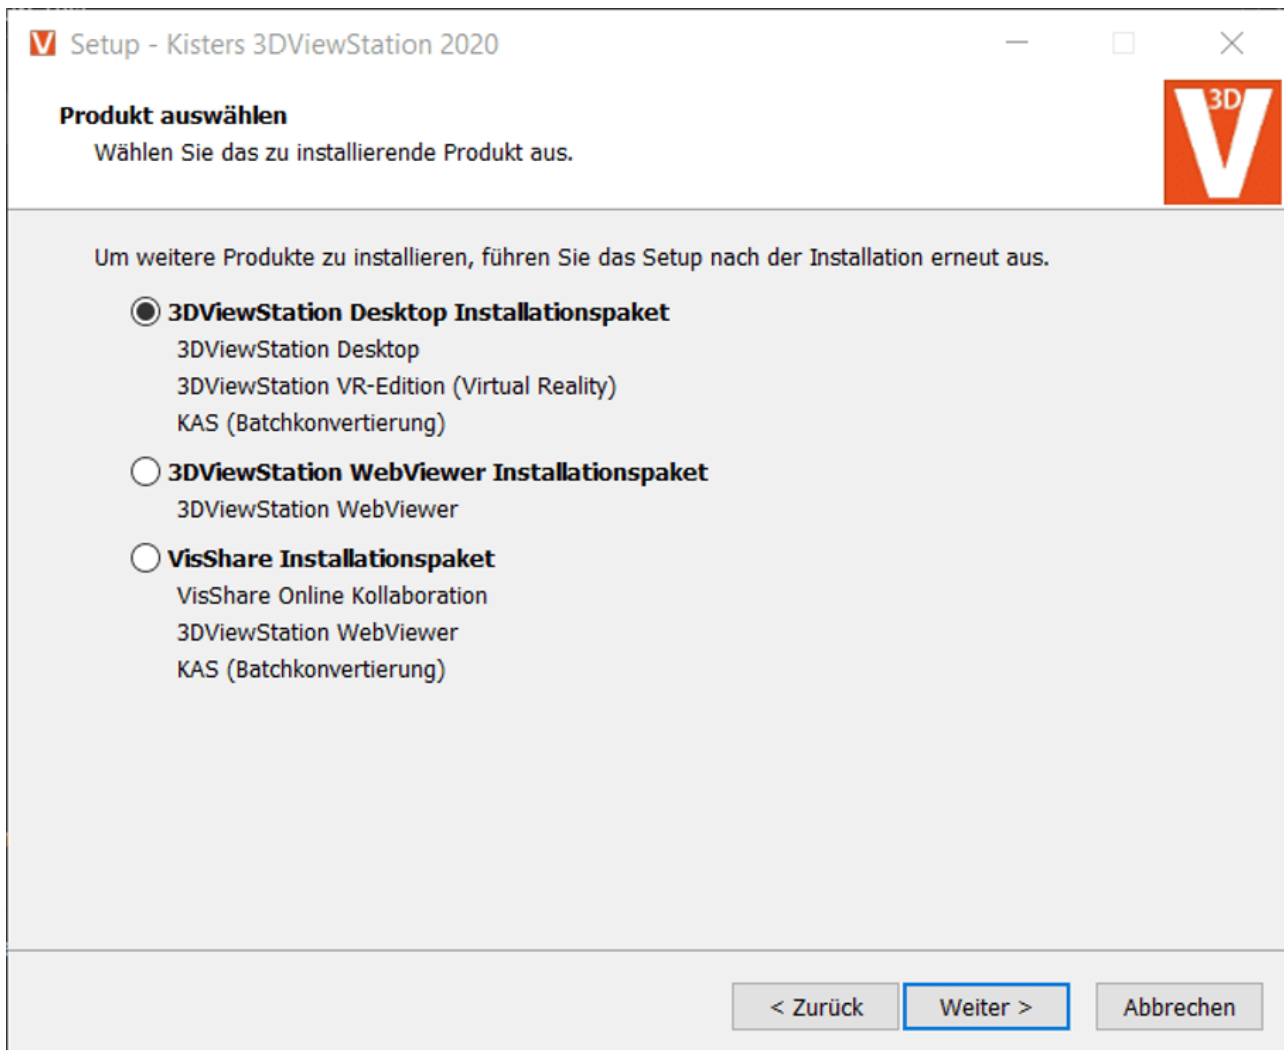 Setup - Kisters 3DViewStation 2020
Produkt auswählen
Wählen Sie das zu installierende Produkt aus.
3D
V
Um weitere Produkte zu installieren, führen Sie das Setup nach der Installation erneut aus.
3DViewStation Desktop Installationspaket
3DViewStation Desktop
3DViewStation VR-Edition (Virtual Reality)
KAS (Batchkonvertierung)
3DViewStation WebViewer Installationspaket
3DViewStation WebViewer
VisShare Installationspaket
VisShare Online Kollaboration
3DViewStation WebViewer
KAS (Batchkonvertierung)
< Zurück
Weiter >
Abbrechen